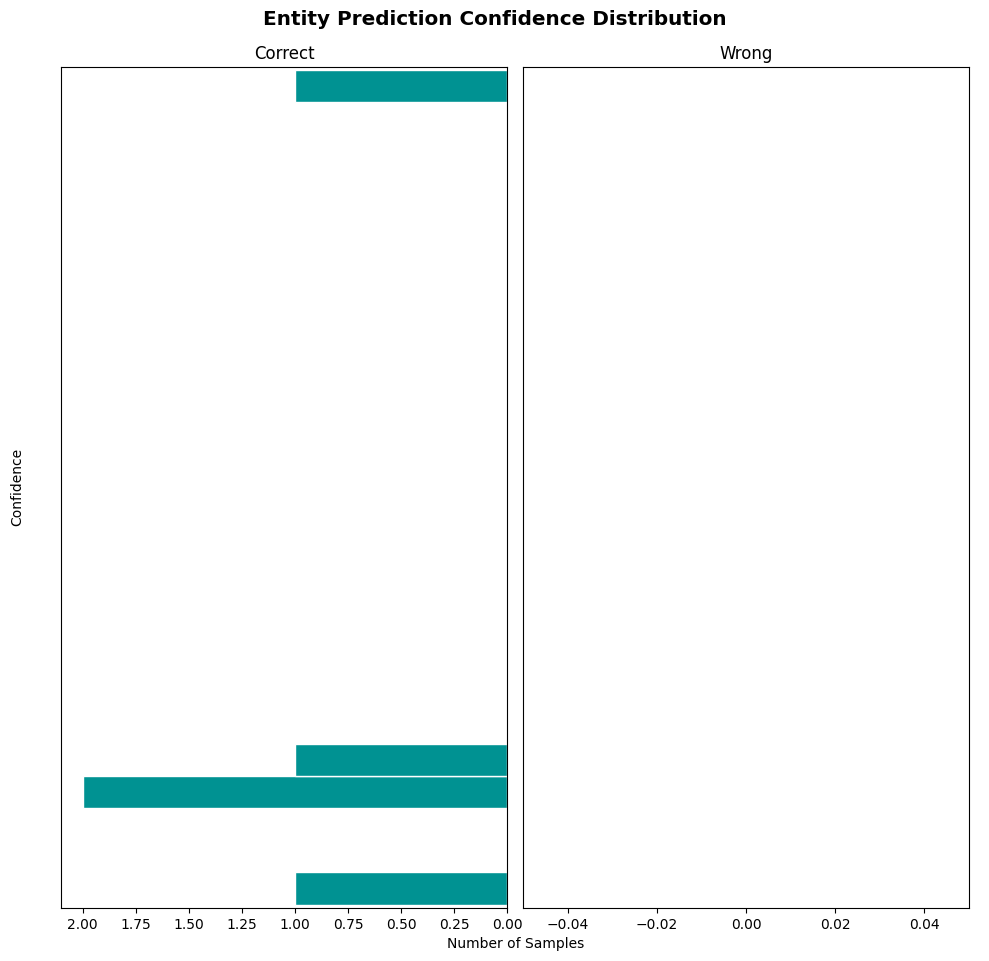 Entity Prediction Confidence Distribution
Correct
Wrong
Confidence
2.00 1.75 1.50 1.25 1.00 0.75 0.50 0.25 0.00
−0.04 −0.02 0.00 0.02 0.04
Number of Samples